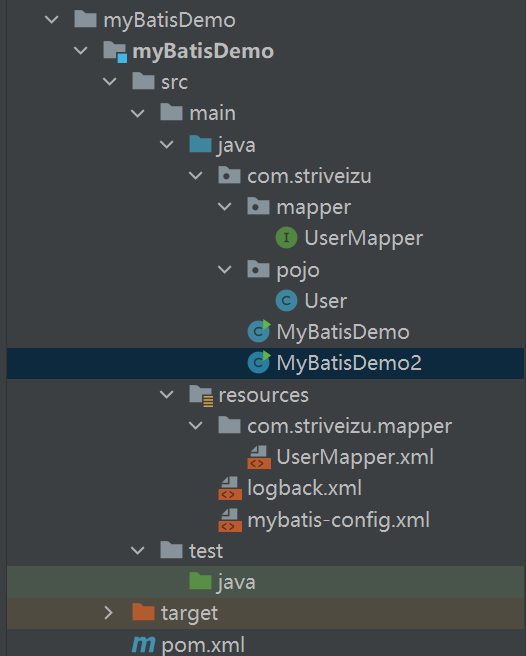 myBatisDemo
myBatisDemo
src
main
java
com.striveizu
mapper
I UserMapper
pojo
C User
C MyBatisDemo
C MyBatisDemo2
resources
com.striveizu.mapper
<> UserMapper.xml
<> logback.xml
<> mybatis-config.xml
test
java
target
m pom.xml